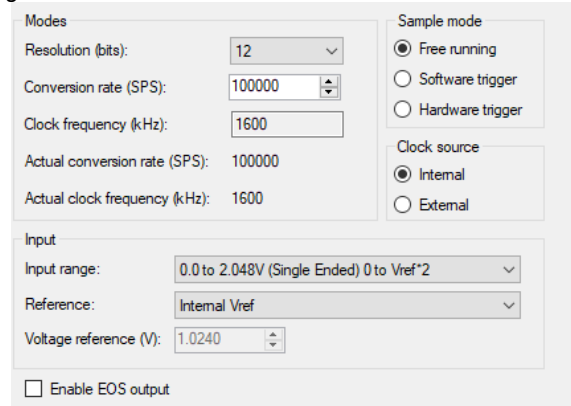 Modes
Resolution (bits): 12
Conversion rate (SPS): 100000
Clock frequency (kHz): 1600
Actual conversion rate (SPS): 100000
Actual clock frequency (kHz): 1600
Sample mode
Free running
Software trigger
Hardware trigger
Clock source
Internal
External
Input
Input range: 0.0 to 2.048V (Single Ended) 0 to Vref*2
Reference: Internal Vref
Voltage reference (V): 1.0240
Enable EOS output